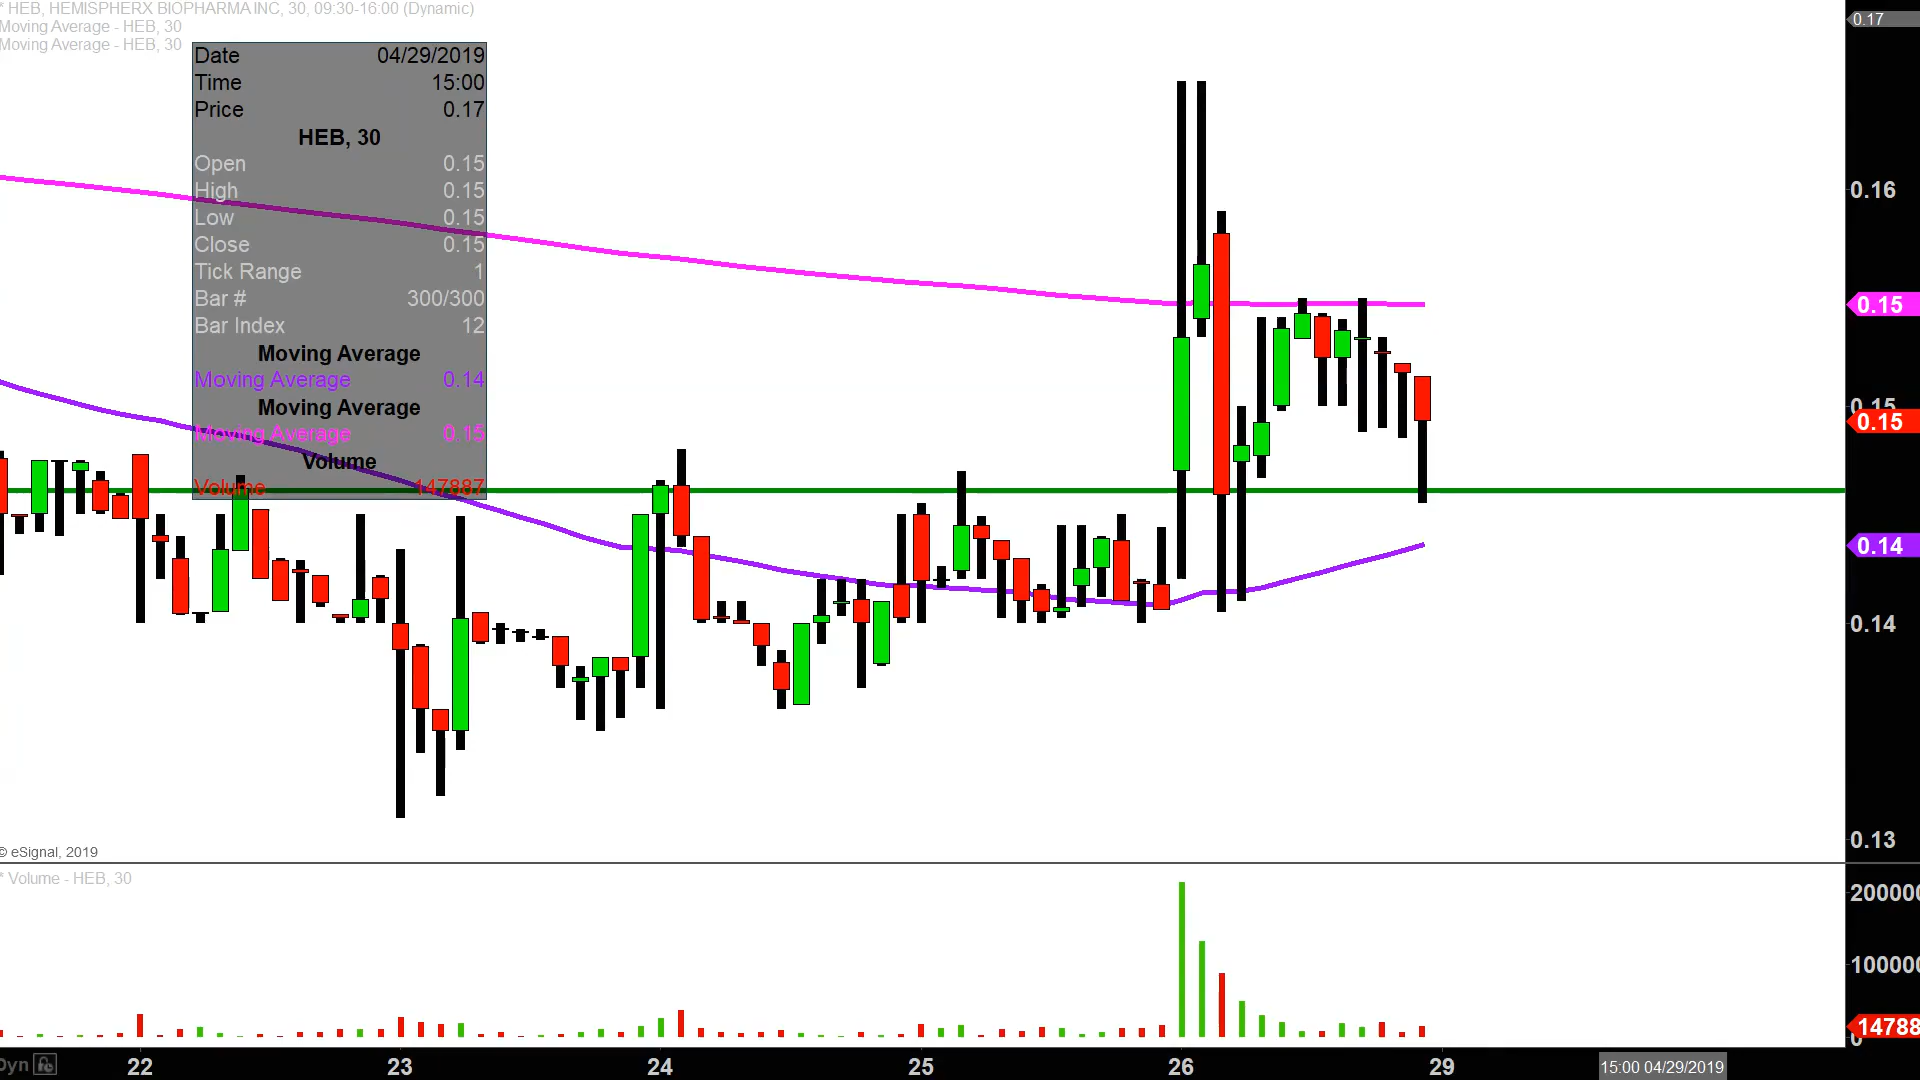 * HEB, HEMISPHERX BIOPHARMA INC, 30, 09:30-16:00 (Dynamic)
Moving Average - HEB, 30
Moving Average - HEB, 30
Date 04/29/2019
Time 15:00
Price 0.17
HEB, 30
Open 0.15
High 0.15
Low 0.15
Close 0.15
Tick Range 1
Bar # 300/300
Bar Index 12
Moving Average
Moving Average 0.14
Moving Average
Moving Average 0.15
Volume
Volume 147887
0.17
0.16
0.15
0.15
0.15
0.14
0.14
0.13
© eSignal, 2019
* Volume - HEB, 30
200000
100000
14788
0
Dyn
22 23 24 25 26 29
15:00 04/29/2019